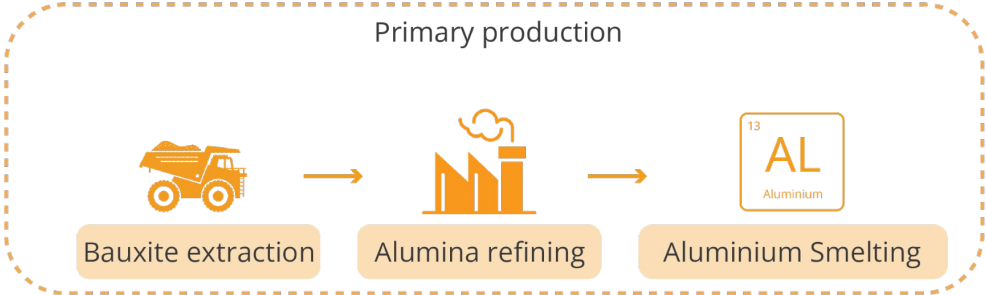 Primary production
13
AL
Aluminium
Bauxite extraction
Alumina refining
Aluminium Smelting